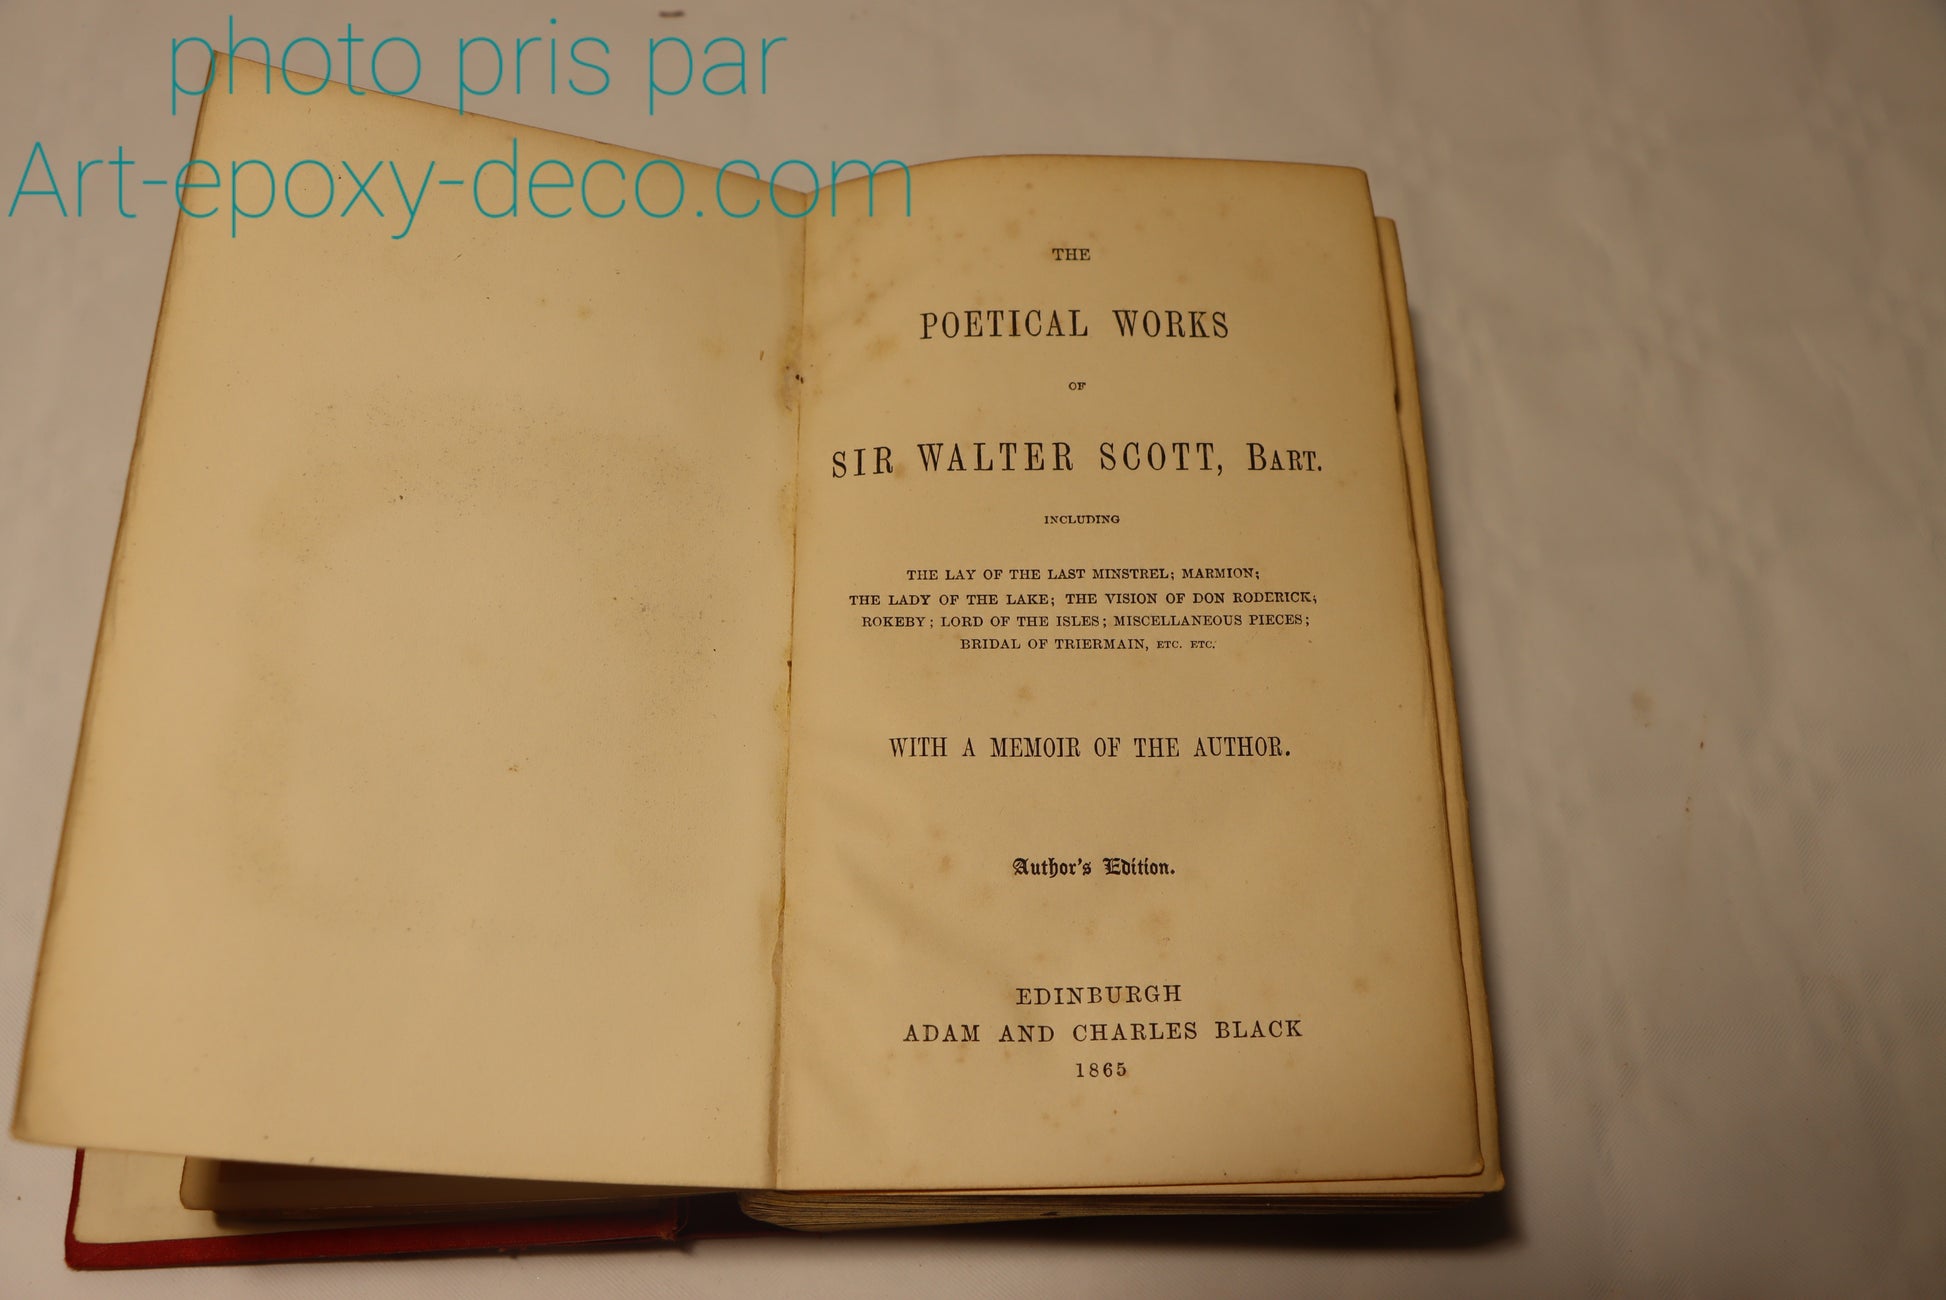 photo pris par
Art-epoxy-deco.com
THE
POETICAL WORKS
OF
SIR WALTER SCOTT, BART.
INCLUDING
THE LAY OF THE LAST MINSTREL; MARMION;
THE LADY OF THE LAKE; THE VISION OF DON RODERICK;
ROKEBY; LORD OF THE ISLES; MISCELLANEOUS PIECES;
BRIDAL OF TRIERMAIN, ETC. ETC.
WITH A MEMOIR OF THE AUTHOR.
Author's Edition.
EDINBURGH
ADAM AND CHARLES BLACK
1865